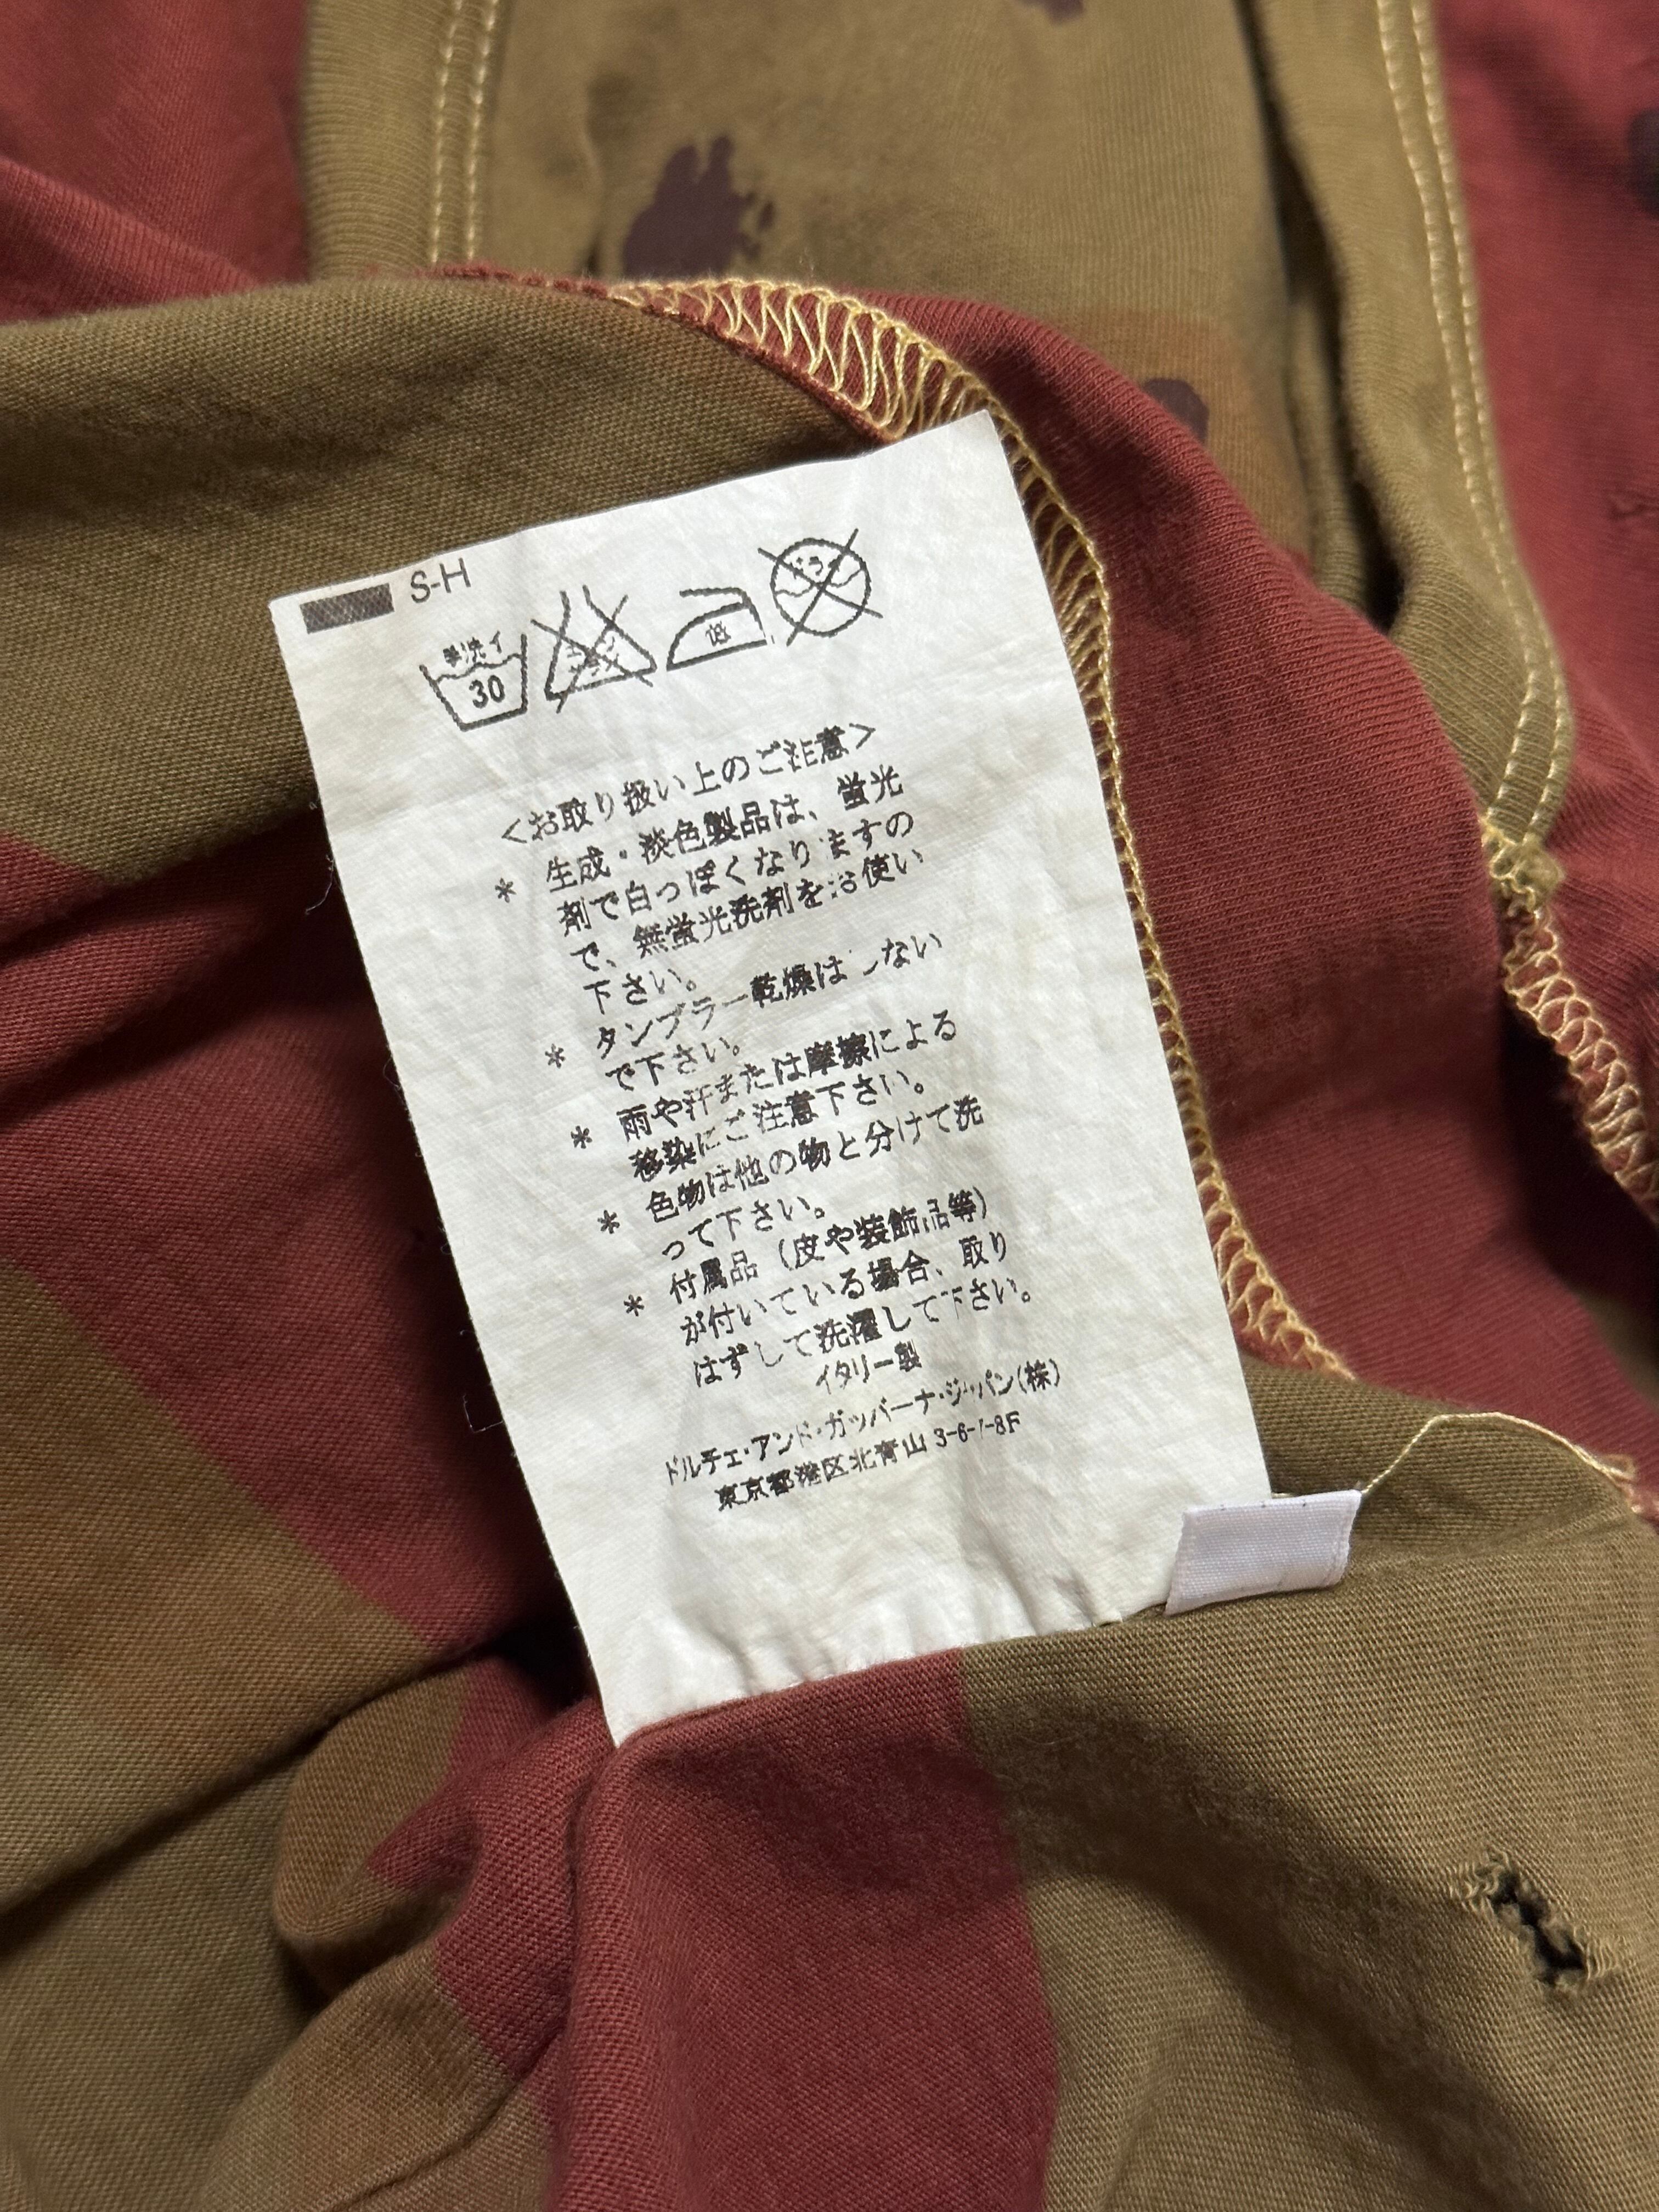 S-H
手洗イ
30
低
<お取り扱い上のご注意>
* 生成・淡色製品は、蛍光
剤で白っぽくなりますの
で、無蛍光洗剤をお使い
下さい。
* タンブラー乾燥はしない
で下さい。
* 雨や汗または摩擦による
移染にご注意下さい。
* 色物は他の物と分けて洗
って下さい。
* 付属品(皮や装飾品等)
が付いている場合、取り
はずして洗濯して下さい。
イタリー製
ドルチェ・アンド・ガッバーナ・ジャパン(株)
東京都港区北青山 3-6-1-8F